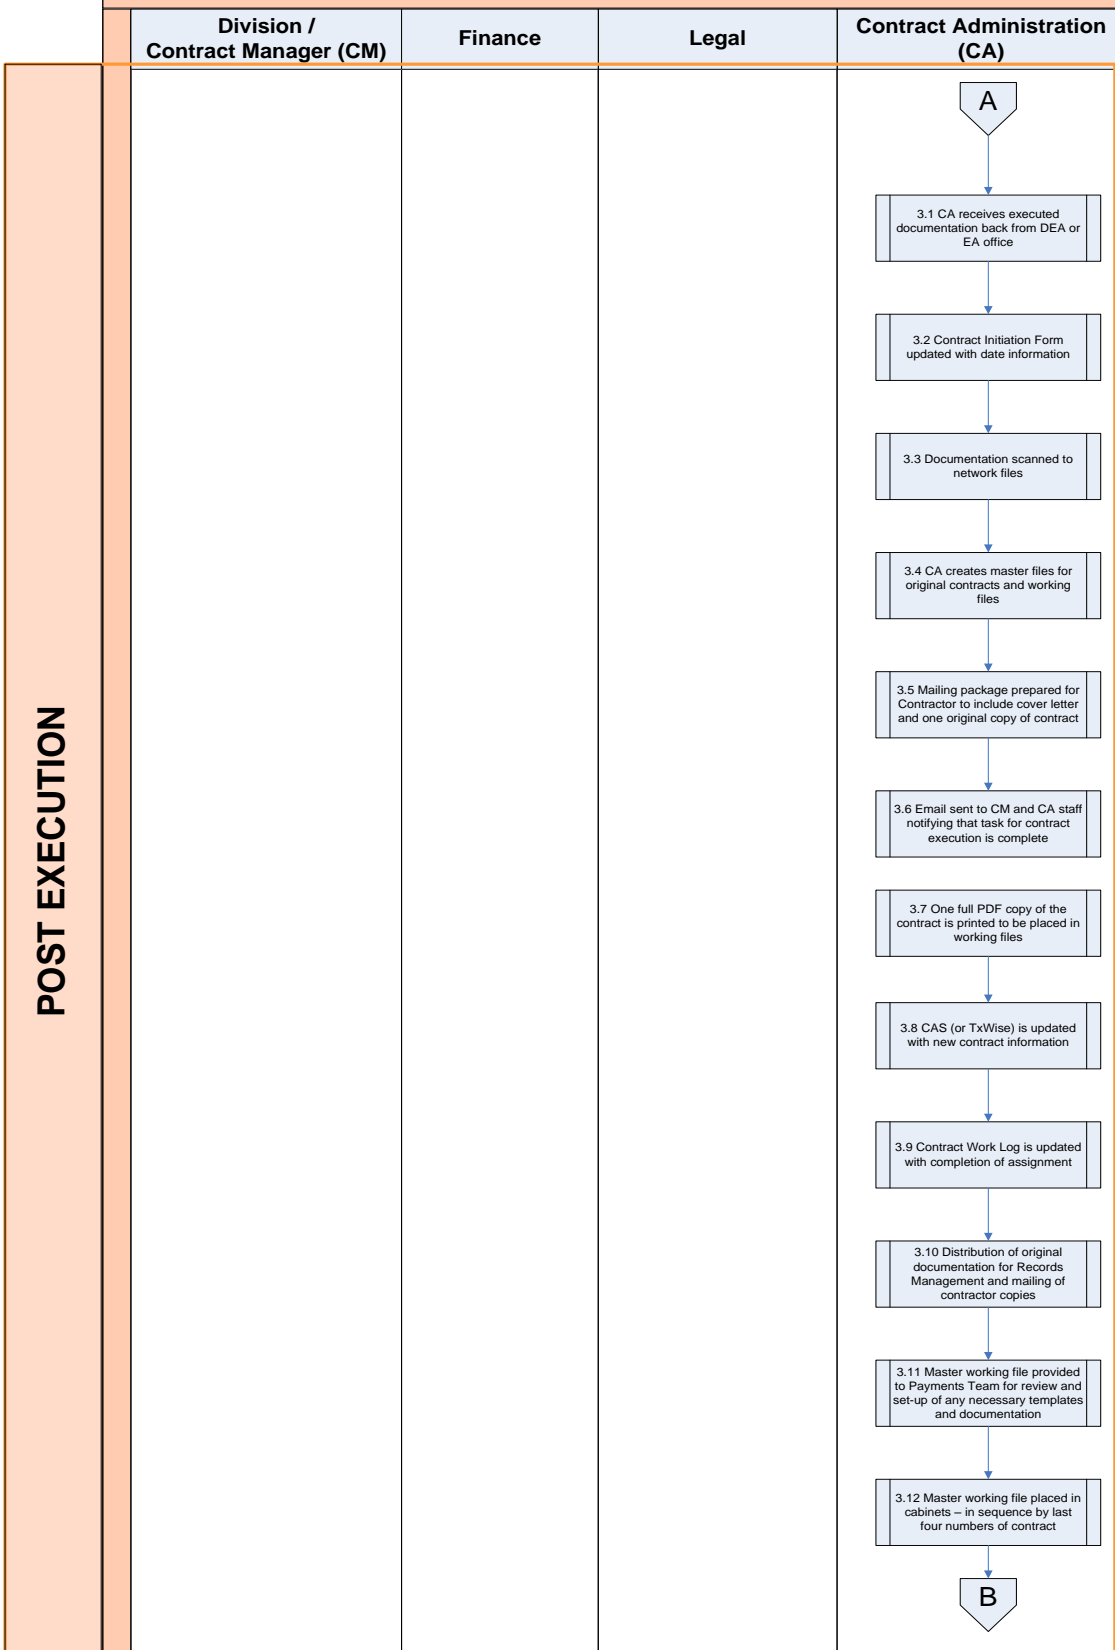 Division /
Contract Manager (CM)
Finance
Legal
Contract Administration
(CA)
POST EXECUTION
A
3.1 CA receives executed
documentation back from DEA or
EA office
3.2 Contract Initiation Form
updated with date information
3.3 Documentation scanned to
network files
3.4 CA creates master files for
original contracts and working
files
3.5 Mailing package prepared for
Contractor to include cover letter
and one original copy of contract
3.6 Email sent to CM and CA staff
notifying that task for contract
execution is complete
3.7 One full PDF copy of the
contract is printed to be placed in
working files
3.8 CAS (or TxWise) is updated
with new contract information
3.9 Contract Work Log is updated
with completion of assignment
3.10 Distribution of original
documentation for Records
Management and mailing of
contractor copies
3.11 Master working file provided
to Payments Team for review and
set-up of any necessary templates
and documentation
3.12 Master working file placed in
cabinets – in sequence by last
four numbers of contract
B